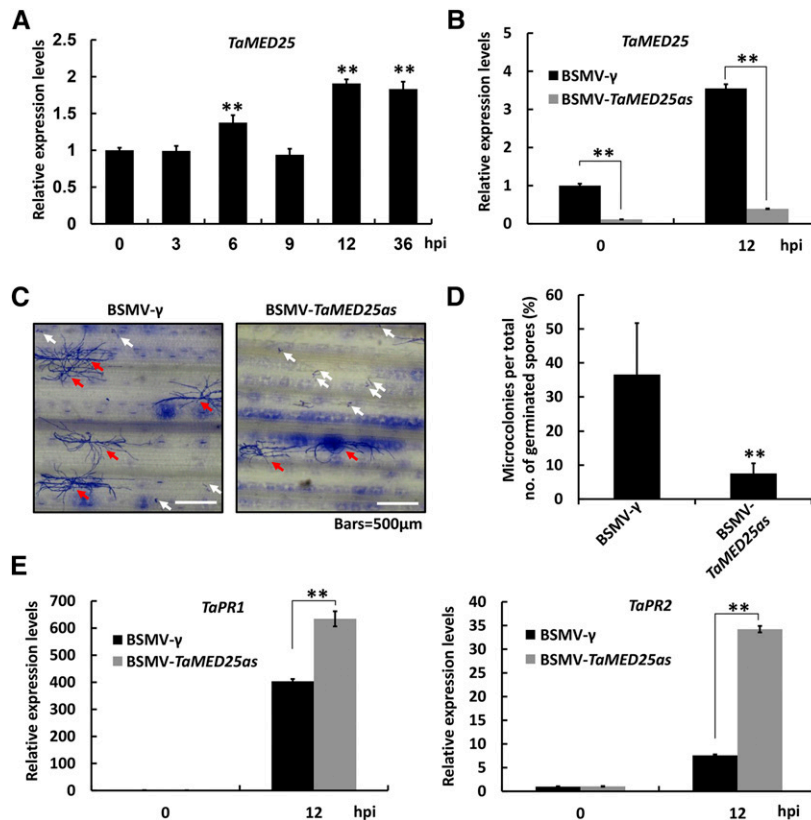 A
TaMED25
Relative expression levels
2.5
2
1.5
1
0.5
0
**
**
**
0 3 6 9 12 36 hpi
B
TaMED25
BSMV-γ
BSMV-TaMED25as
Relative expression levels
5
4
3
2
1
0
**
**
0 12 hpi
C
BSMV-γ BSMV-TaMED25as
Bars=500μm
D
Microcolonies per total
no. of germinated spores (%)
60
50
40
30
20
10
0
**
BSMV-γ
BSMV-
TaMED25as
E
TaPR1
BSMV-γ
BSMV-TaMED25as
Relative expression levels
700
600
500
400
300
200
100
0
**
0 12 hpi
TaPR2
BSMV-γ
BSMV-TaMED25as
Relative expression levels
40
35
30
25
20
15
10
5
0
**
0 12 hpi